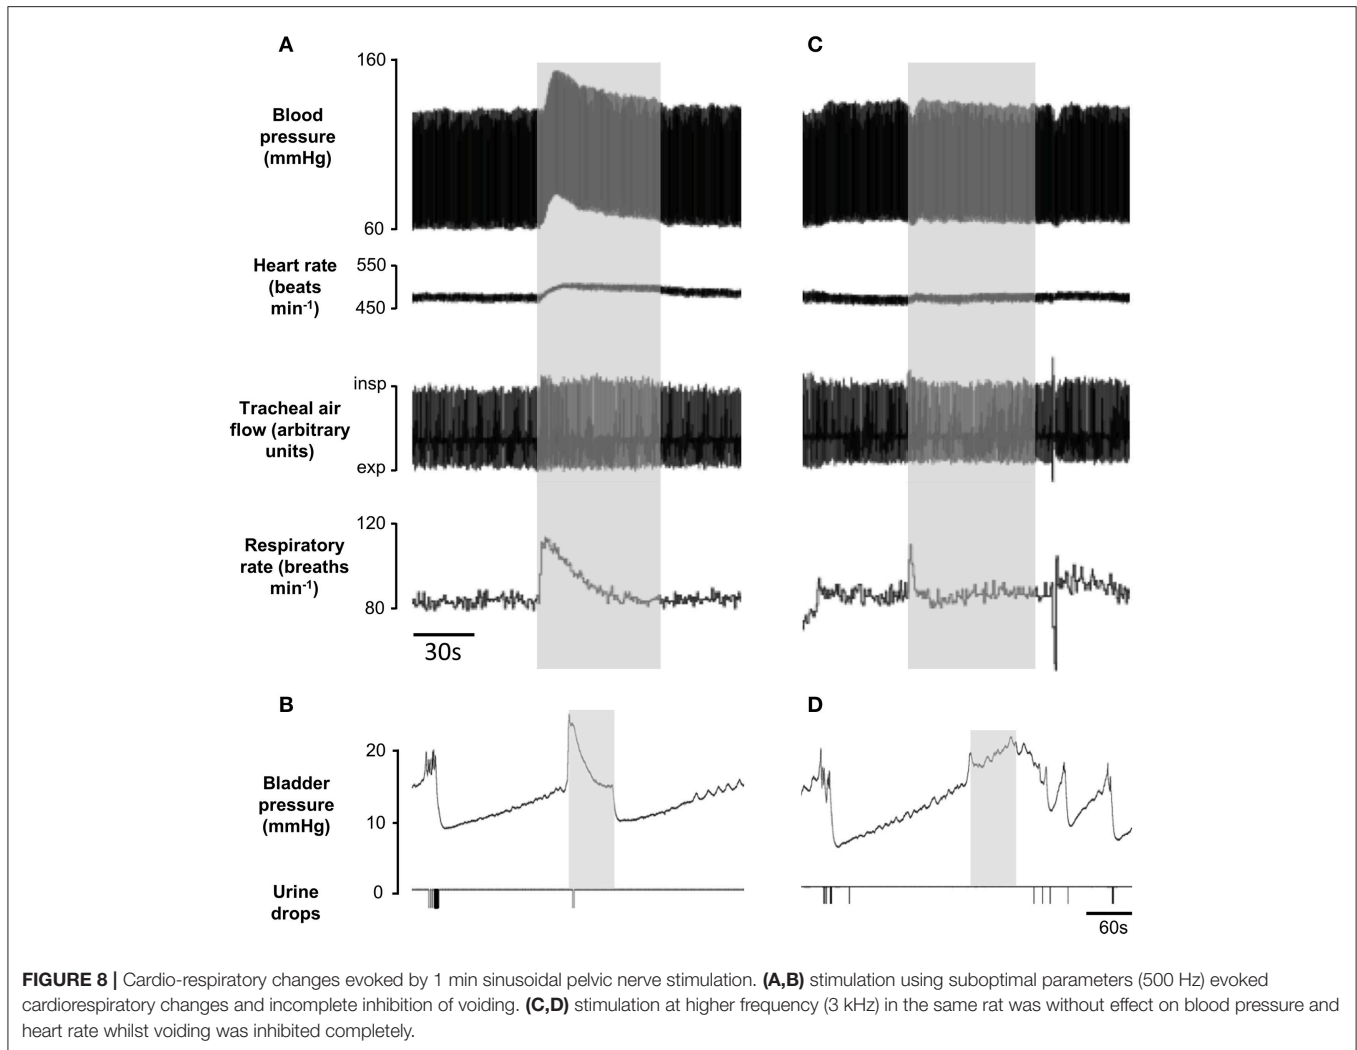 A
C
160
Blood
pressure
(mmHg)
60
550
Heart rate
(beats
min-1)
450
insp
Tracheal air
flow (arbitrary
units)
exp
120
Respiratory
rate (breaths
min-1)
80
30s
B
D
20
Bladder
pressure
(mmHg)
10
0
Urine
drops
60s
FIGURE 8 | Cardio-respiratory changes evoked by 1 min sinusoidal pelvic nerve stimulation. (A,B) stimulation using suboptimal parameters (500 Hz) evoked
cardiorespiratory changes and incomplete inhibition of voiding. (C,D) stimulation at higher frequency (3 kHz) in the same rat was without effect on blood pressure and
heart rate whilst voiding was inhibited completely.